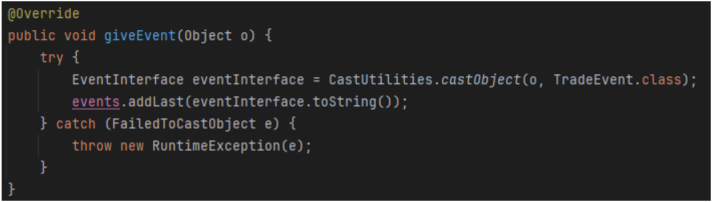 @Override
public void giveEvent(Object o) {
    try {
        EventInterface eventInterface = CastUtilities.castObject(o, TradeEvent.class);
        events.addLast(eventInterface.toString());
    } catch (FailedToCastObject e) {
        throw new RuntimeException(e);
    }
}